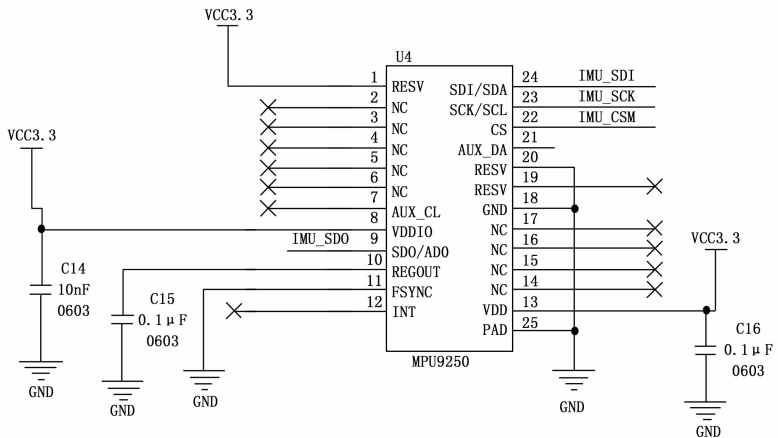 VCC3.3
U4
1 RESV
2 NC
3 NC
4 NC
5 NC
6 NC
7 AUX_CL
8 VDDIO
IMU_SDO 9 SDO/ADO
10 REGOUT
11 FSYNC
12 INT
SDI/SDA 24 IMU_SDI
SCK/SCL 23 IMU_SCK
CS 22 IMU_CSM
AUX_DA 21
RESV 20
RESV 19
GND 18
NC 17
NC 16
NC 15
NC 14
VDD 13
PAD 25
MPU9250
VCC3.3
C14
10nF
0603
GND
C15
0.1μF
0603
GND
GND
GND
VCC3.3
C16
0.1μF
0603
GND